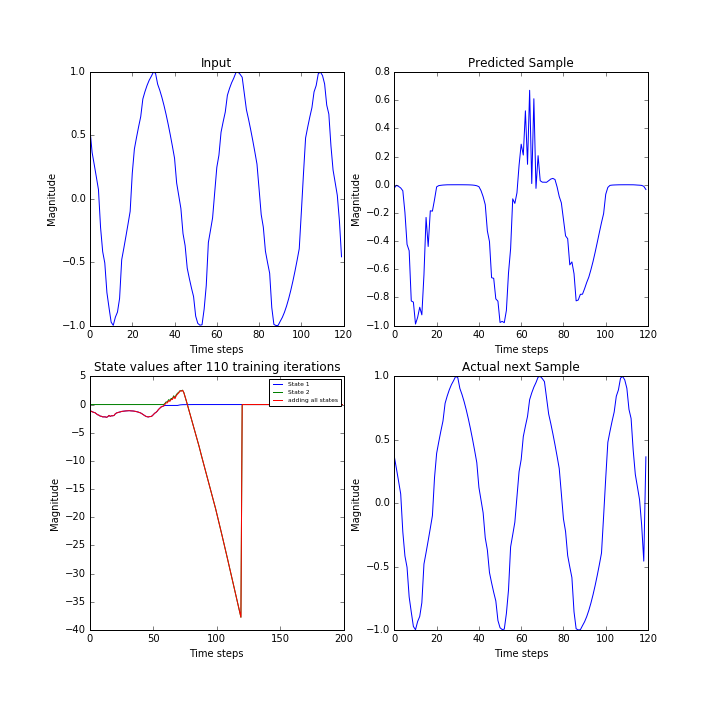 Input
1.0
0.5
0.0
−0.5
−1.0
Magnitude
0 20 40 60 80 100 120
Time steps
Predicted Sample
0.8
0.6
0.4
0.2
0.0
−0.2
−0.4
−0.6
−0.8
−1.0
Magnitude
0 20 40 60 80 100 120
Time steps
State values after 110 training iterations
5
0
−5
−10
−15
−20
−25
−30
−35
−40
Magnitude
State 1
State 2
adding all states
0 50 100 150 200
Time steps
Actual next Sample
1.0
0.5
0.0
−0.5
−1.0
Magnitude
0 20 40 60 80 100 120
Time steps